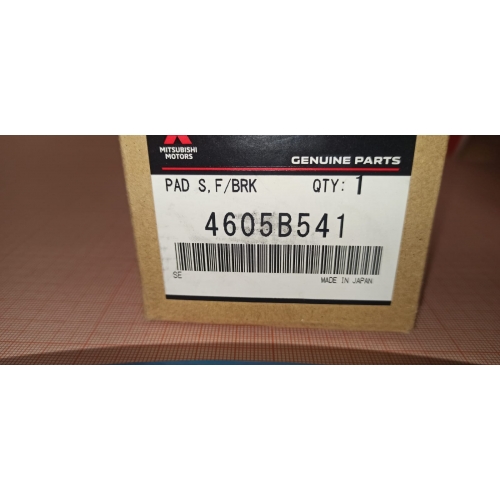 MITSUBISHI
MOTORS
GENUINE PARTS
PAD S,F/BRK QTY: 1
4605B541
SE
MADE IN JAPAN